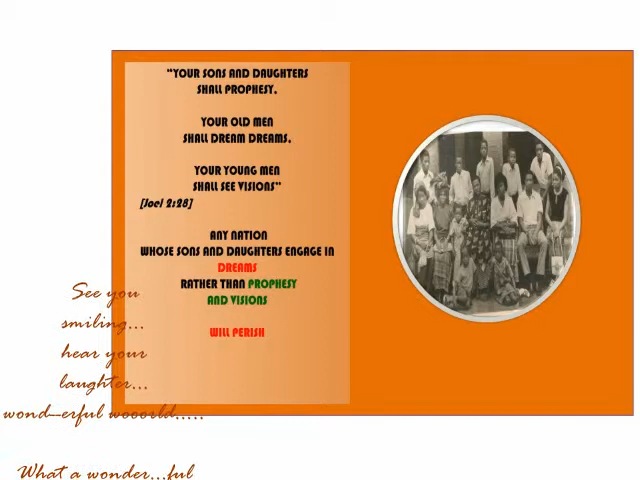 “YOUR SONS AND DAUGHTERS
SHALL PROPHESY.
YOUR OLD MEN
SHALL DREAM DREAMS.
YOUR YOUNG MEN
SHALL SEE VISIONS”
[Joel 2:28]
ANY NATION
WHOSE SONS AND DAUGHTERS ENGAGE IN
DREAMS
RATHER THAN PROPHESY
AND VISIONS
WILL PERISH
See you
smiling...
hear your
laughter...
wond--erful wooorld.....
What a wonder...ful